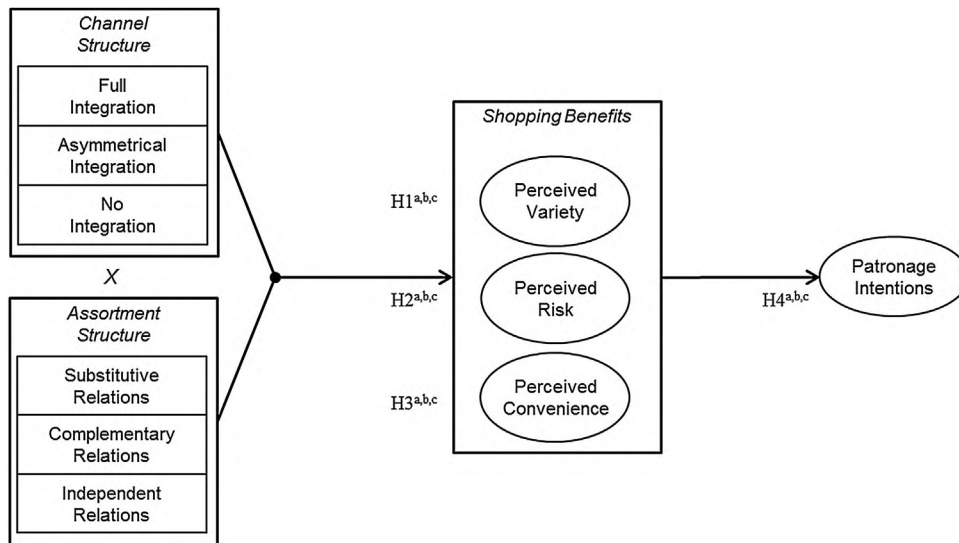 Channel
Structure
Full
Integration
Asymmetrical
Integration
No
Integration
X
Assortment
Structure
Substitutive
Relations
Complementary
Relations
Independent
Relations
H1a,b,c
H2a,b,c
H3a,b,c
Shopping Benefits
Perceived
Variety
Perceived
Risk
Perceived
Convenience
H4a,b,c
Patronage
Intentions